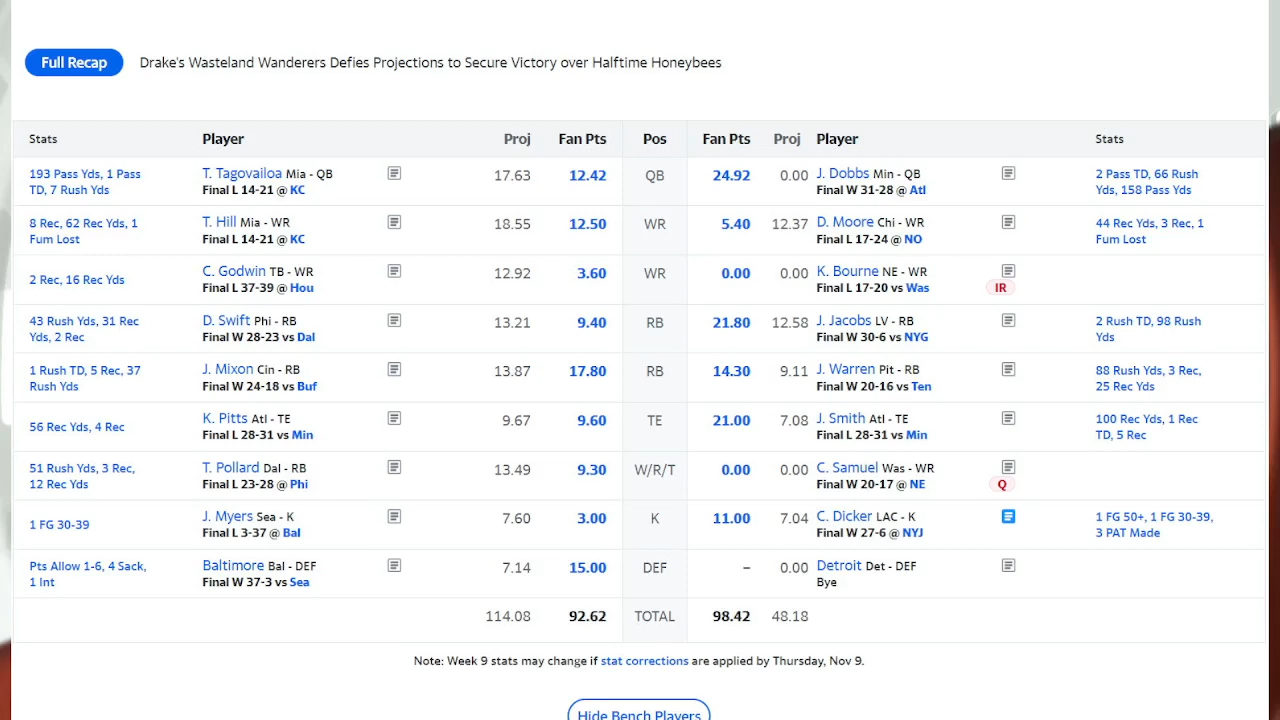 Full Recap Drake's Wasteland Wanderers Defies Projections to Secure Victory over Halftime Honeybees
Stats Player Proj Fan Pts Pos Fan Pts Proj Player Stats
193 Pass Yds, 1 Pass T. Tagovailoa Mia - QB 17.63 12.42 QB 24.92 0.00 J. Dobbs Min - QB 2 Pass TD, 66 Rush
TD, 7 Rush Yds Final L 14-21 @ KC Final W 31-28 @ Atl Yds, 158 Pass Yds
8 Rec, 62 Rec Yds, 1 T. Hill Mia - WR 18.55 12.50 WR 5.40 12.37 D. Moore Chi - WR 44 Rec Yds, 3 Rec, 1
Fum Lost Final L 14-21 @ KC Final L 17-24 @ NO Fum Lost
2 Rec, 16 Rec Yds C. Godwin TB - WR 12.92 3.60 WR 0.00 0.00 K. Bourne NE - WR
Final L 37-39 @ Hou Final L 17-20 vs Was IR
43 Rush Yds, 31 Rec D. Swift Phi - RB 13.21 9.40 RB 21.80 12.58 J. Jacobs LV - RB 2 Rush TD, 98 Rush
Yds, 2 Rec Final W 28-23 vs Dal Final W 30-6 vs NYG Yds
1 Rush TD, 5 Rec, 37 J. Mixon Cin - RB 13.87 17.80 RB 14.30 9.11 J. Warren Pit - RB 88 Rush Yds, 3 Rec,
Rush Yds Final W 24-18 vs Buf Final W 20-16 vs Ten 25 Rec Yds
56 Rec Yds, 4 Rec K. Pitts Atl - TE 9.67 9.60 TE 21.00 7.08 J. Smith Atl - TE 100 Rec Yds, 1 Rec
Final L 28-31 vs Min Final L 28-31 vs Min TD, 5 Rec
51 Rush Yds, 3 Rec, T. Pollard Dal - RB 13.49 9.30 W/R/T 0.00 0.00 C. Samuel Was - WR
12 Rec Yds Final L 23-28 @ Phi Final W 20-17 @ NE Q
1 FG 30-39 J. Myers Sea - K 7.60 3.00 K 11.00 7.04 C. Dicker LAC - K 1 FG 50+, 1 FG 30-39,
Final L 3-37 @ Bal Final W 27-6 @ NYJ 3 PAT Made
Pts Allow 1-6, 4 Sack, Baltimore Bal - DEF 7.14 15.00 DEF – 0.00 Detroit Det - DEF
1 Int Final W 37-3 vs Sea Bye
114.08 92.62 TOTAL 98.42 48.18
Note: Week 9 stats may change if stat corrections are applied by Thursday, Nov 9.
Hide Bench Players